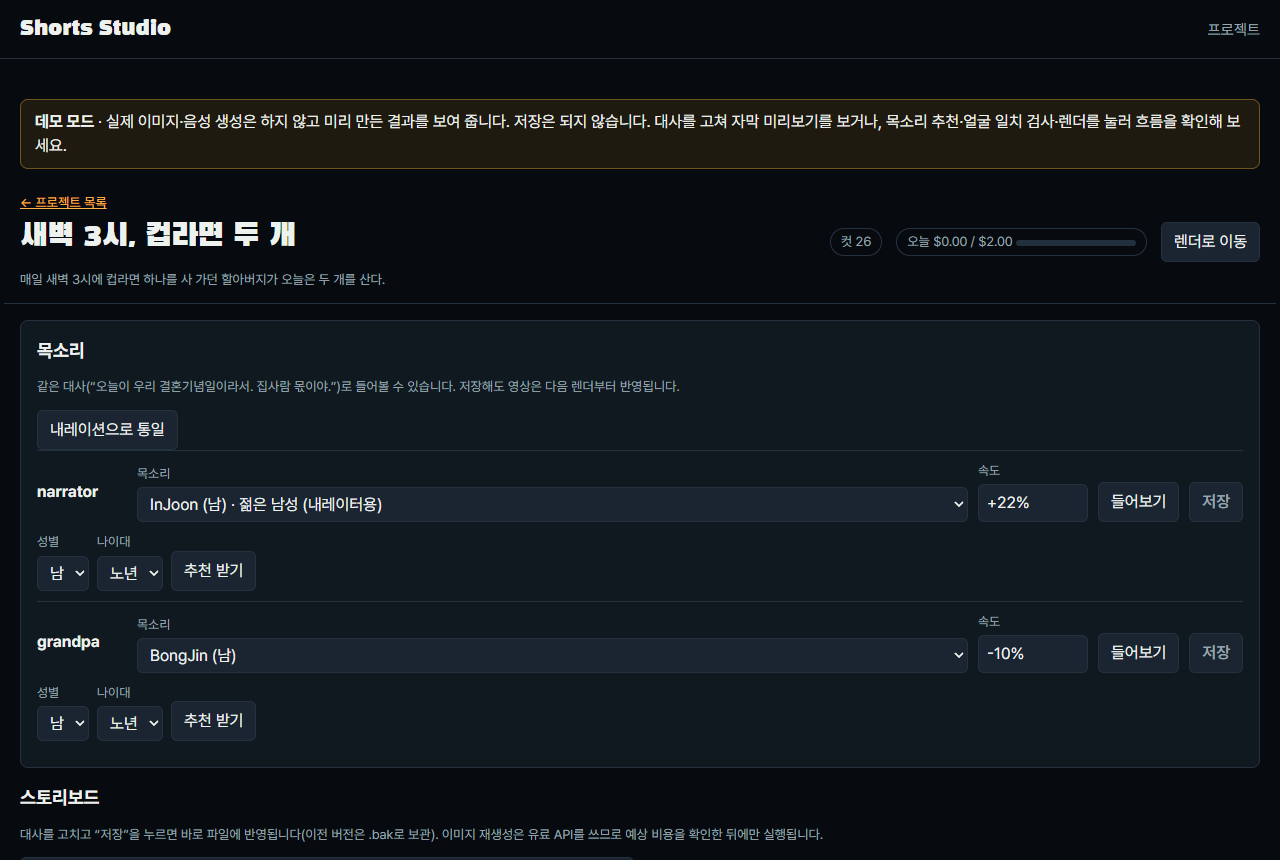 Shorts Studio
프로젝트
데모 모드 · 실제 이미지·음성 생성은 하지 않고 미리 만든 결과를 보여 줍니다. 저장은 되지 않습니다. 대사를 고쳐 자막 미리보기를 보거나, 목소리 추천·얼굴 일치 검사·렌더를 눌러 흐름을 확인해 보
세요.
← 프로젝트 목록
새벽 3시, 컵라면 두 개
컷 26
오늘 $0.00 / $2.00
렌더로 이동
매일 새벽 3시에 컵라면 하나를 사 가던 할아버지가 오늘은 두 개를 산다.
목소리
같은 대사("오늘이 우리 결혼기념일이라서. 집사람 몫이야.")로 들어볼 수 있습니다. 저장해도 영상은 다음 렌더부터 반영됩니다.
내레이션으로 통일
narrator
목소리
InJoon (남) · 젊은 남성 (내레이터용)
속도
+22%
들어보기
저장
성별
나이대
남
노년
추천 받기
grandpa
목소리
BongJin (남)
속도
-10%
들어보기
저장
성별
나이대
남
노년
추천 받기
스토리보드
대사를 고치고 "저장"을 누르면 바로 파일에 반영됩니다(이전 버전은 .bak로 보관). 이미지 재생성은 유료 API를 쓰므로 예상 비용을 확인한 뒤에만 실행됩니다.